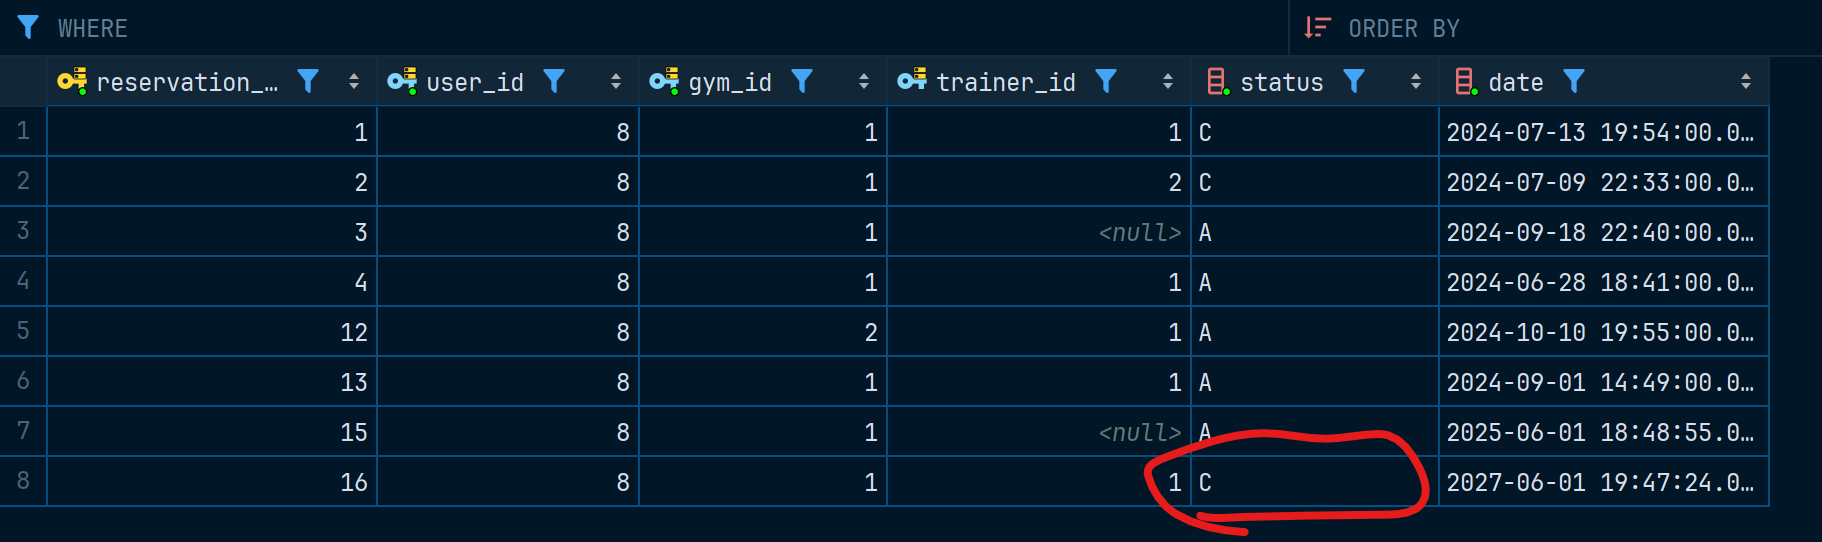 WHERE ORDER BY
reservation_… user_id gym_id trainer_id status date
1 1 8 1 1 C 2024-07-13 19:54:00.0…
2 2 8 1 2 C 2024-07-09 22:33:00.0…
3 3 8 1 <null> A 2024-09-18 22:40:00.0…
4 4 8 1 1 A 2024-06-28 18:41:00.0…
5 12 8 2 1 A 2024-10-10 19:55:00.0…
6 13 8 1 1 A 2024-09-01 14:49:00.0…
7 15 8 1 <null> A 2025-06-01 18:48:55.0…
8 16 8 1 1 C 2027-06-01 19:47:24.0…